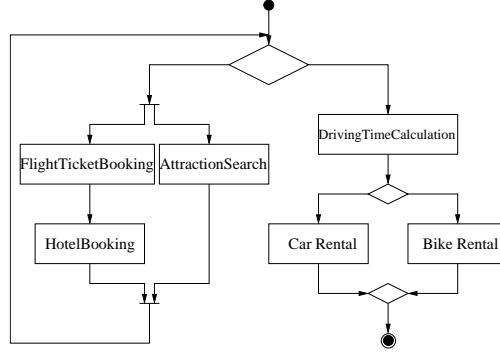 DrivingTimeCalculation
FlightTicketBooking
AttractionSearch
HotelBooking
Car Rental
Bike Rental